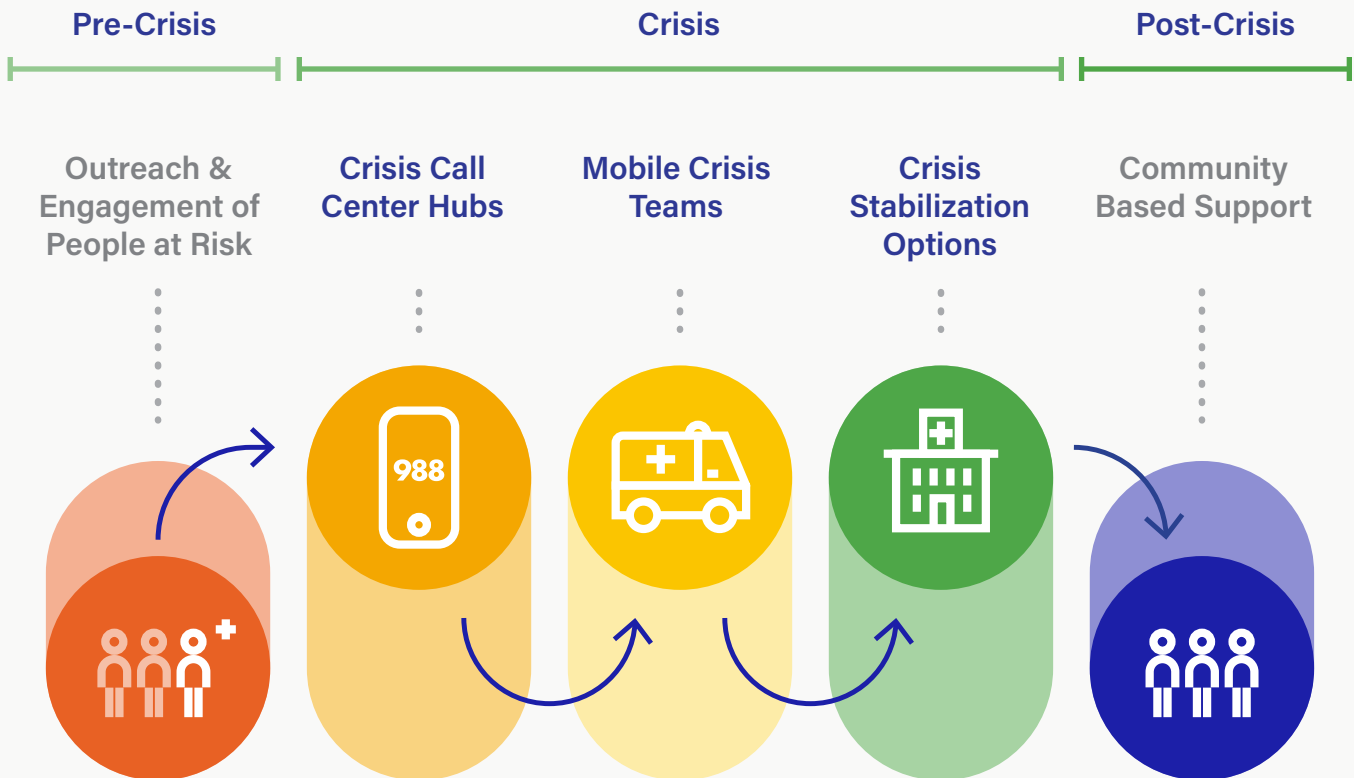 Pre-Crisis
Crisis
Post-Crisis
Outreach &
Engagement of
People at Risk
Crisis Call
Center Hubs
Mobile Crisis
Teams
Crisis
Stabilization
Options
Community
Based Support
988